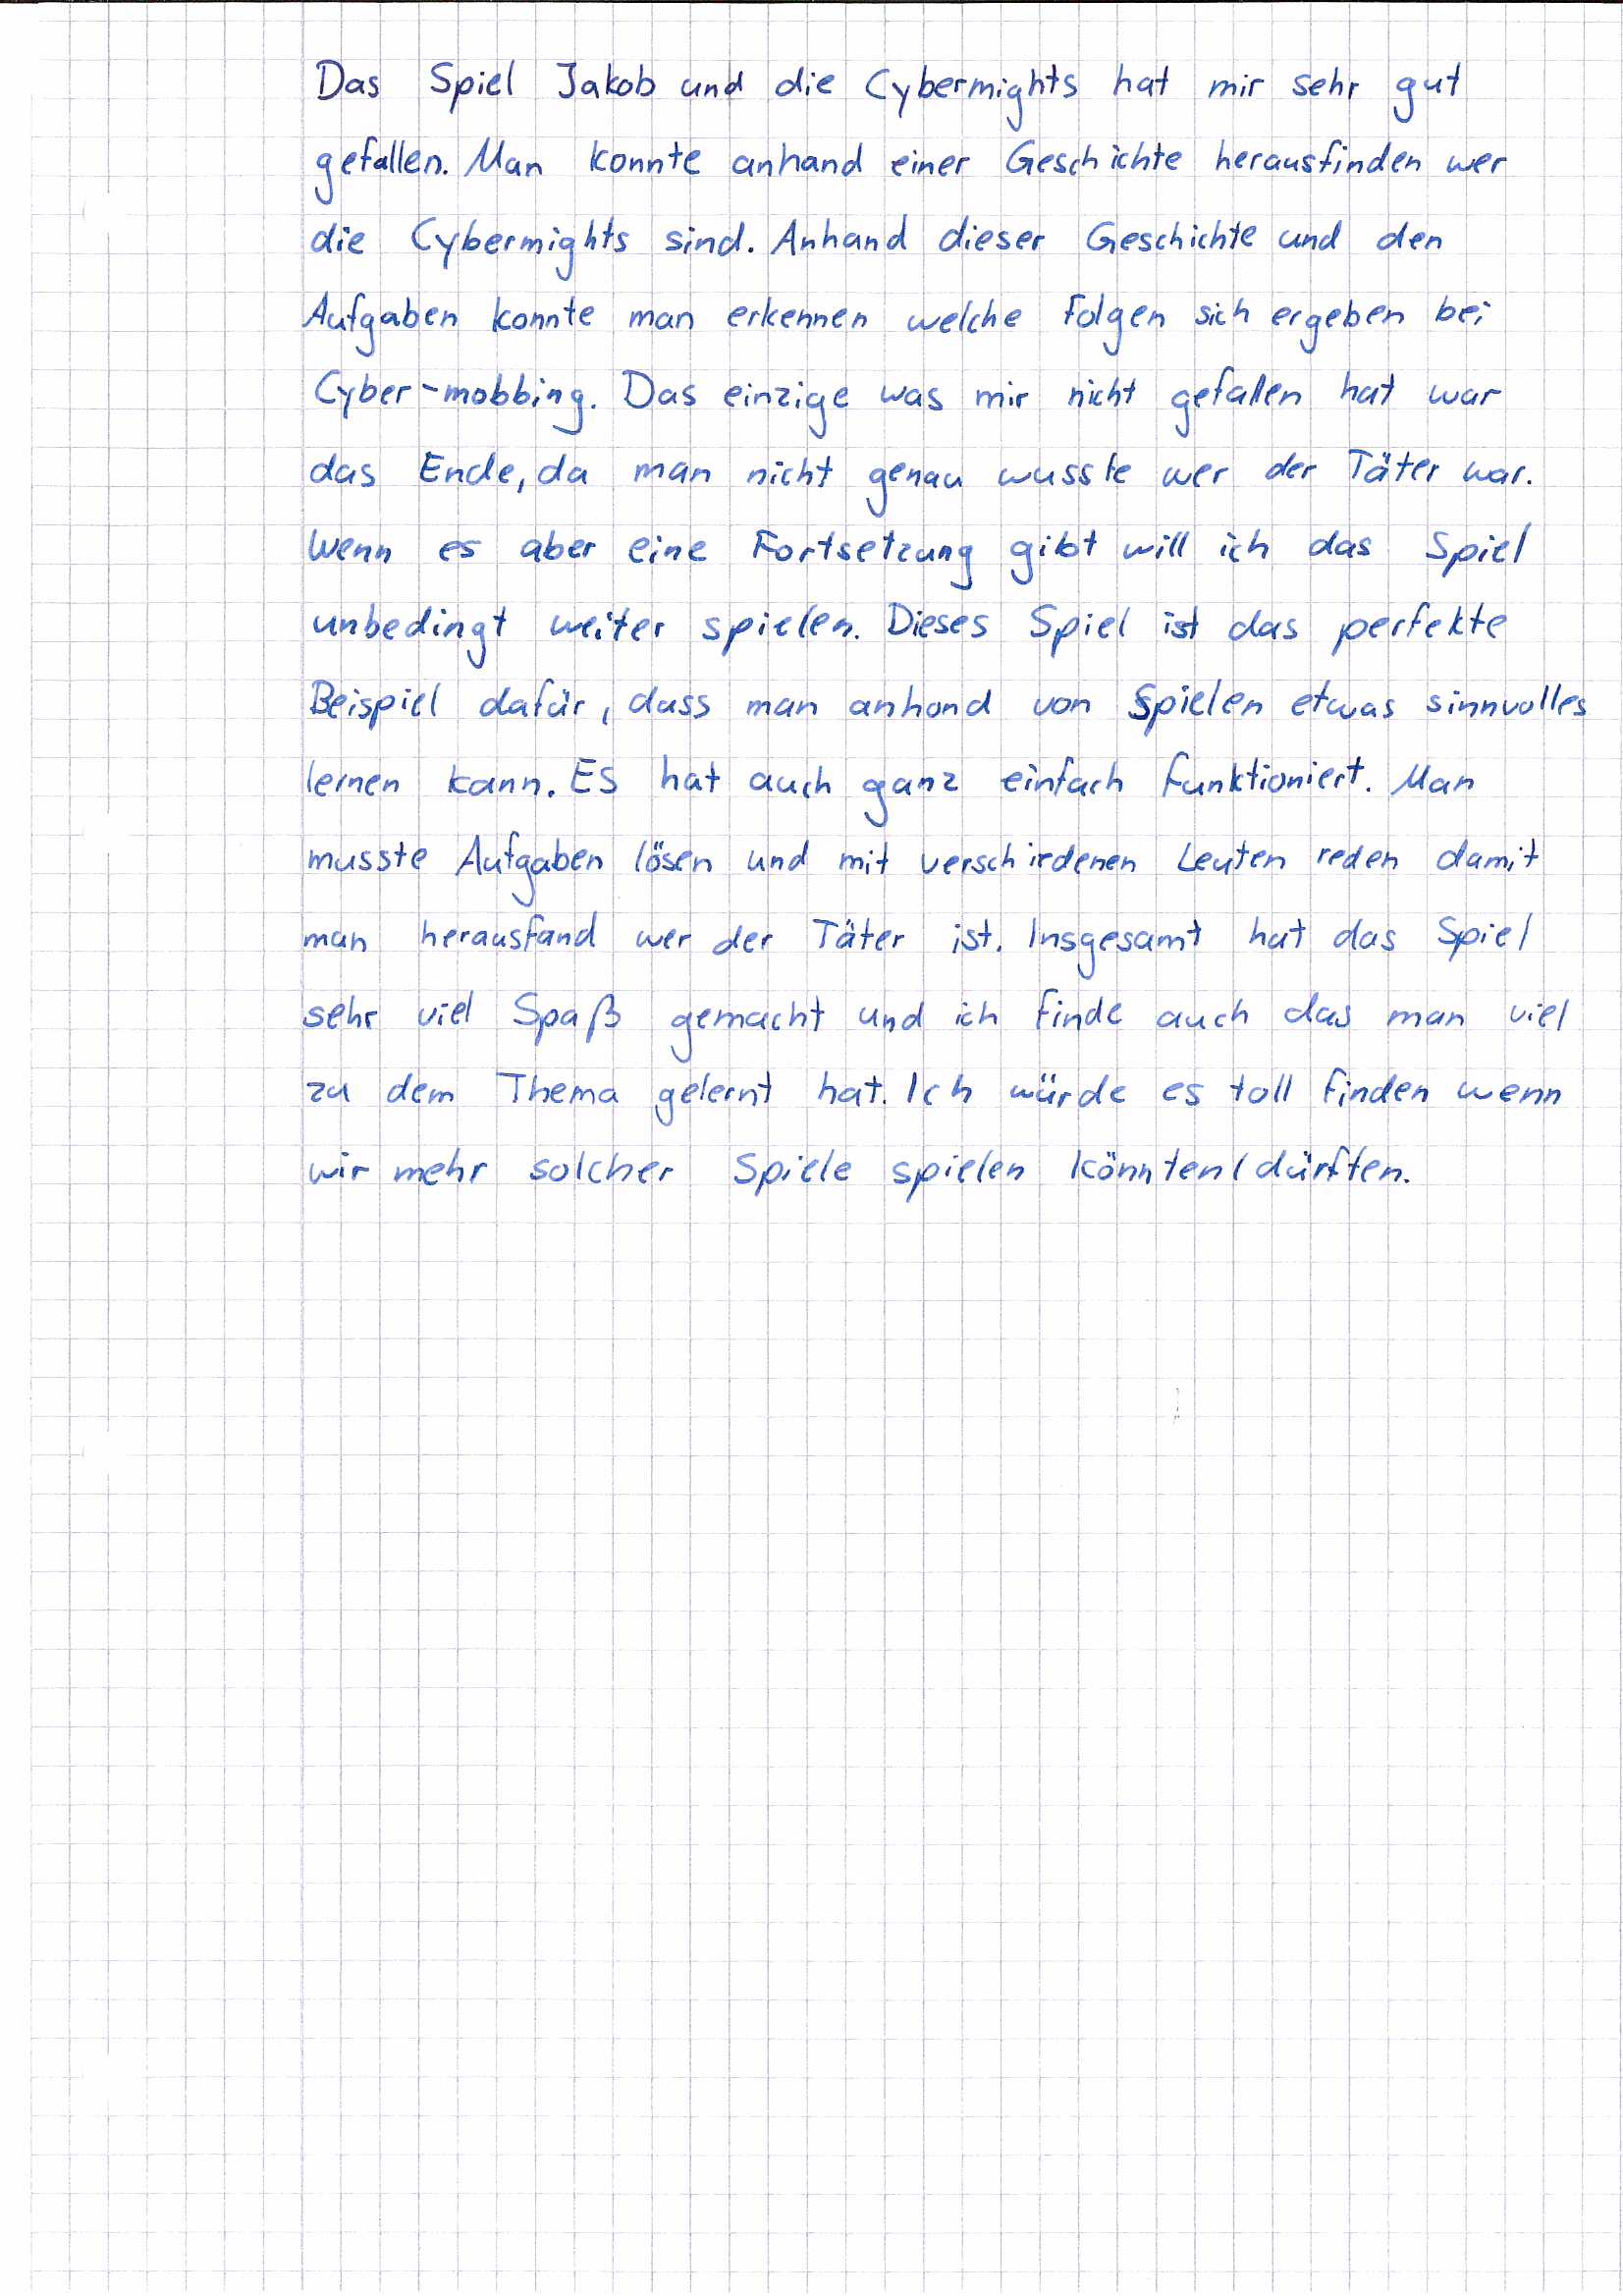 Das Spiel Jakob und die Cybermights hat mir sehr gut
gefallen. Man konnte anhand einer Geschichte herausfinden wer
die Cybermights sind. Anhand dieser Geschichte und den
Aufgaben konnte man erkennen welche Folgen sich ergeben bei
Cyber-mobbing. Das einzige was mir nicht gefallen hat war
das Ende, da man nicht genau wusste wer der Täter war.
Wenn es aber eine Fortsetzung gibt will ich das Spiel
unbedingt weiter spielen. Dieses Spiel ist das perfekte
Beispiel dafür, dass man anhand von Spielen etwas sinnvolles
lernen kann. ES hat auch ganz einfach funktioniert. Man
musste Aufgaben lösen und mit verschiedenen Leuten reden damit
man herausfand wer der Täter ist. Insgesamt hat das Spiel
sehr viel Spaß gemacht und ich finde auch das man viel
zu dem Thema gelernt hat. Ich würde es toll finden wenn
wir mehr solcher Spiele spielen könnten/dürften.